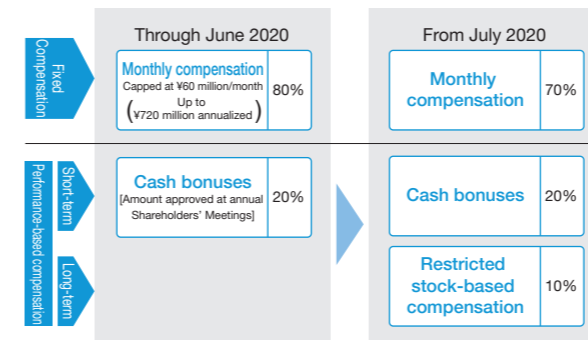 Through June 2020
From July 2020
Fixed
Compensation
Monthly compensation
Capped at ¥60 million/month
Up to
(¥720 million annualized)
80%
Monthly
compensation
70%
Performance-based compensation
Short-term
Cash bonuses
[Amount approved at annual
Shareholders' Meetings]
20%
Cash bonuses
20%
Long-term
Restricted
stock-based
compensation
10%